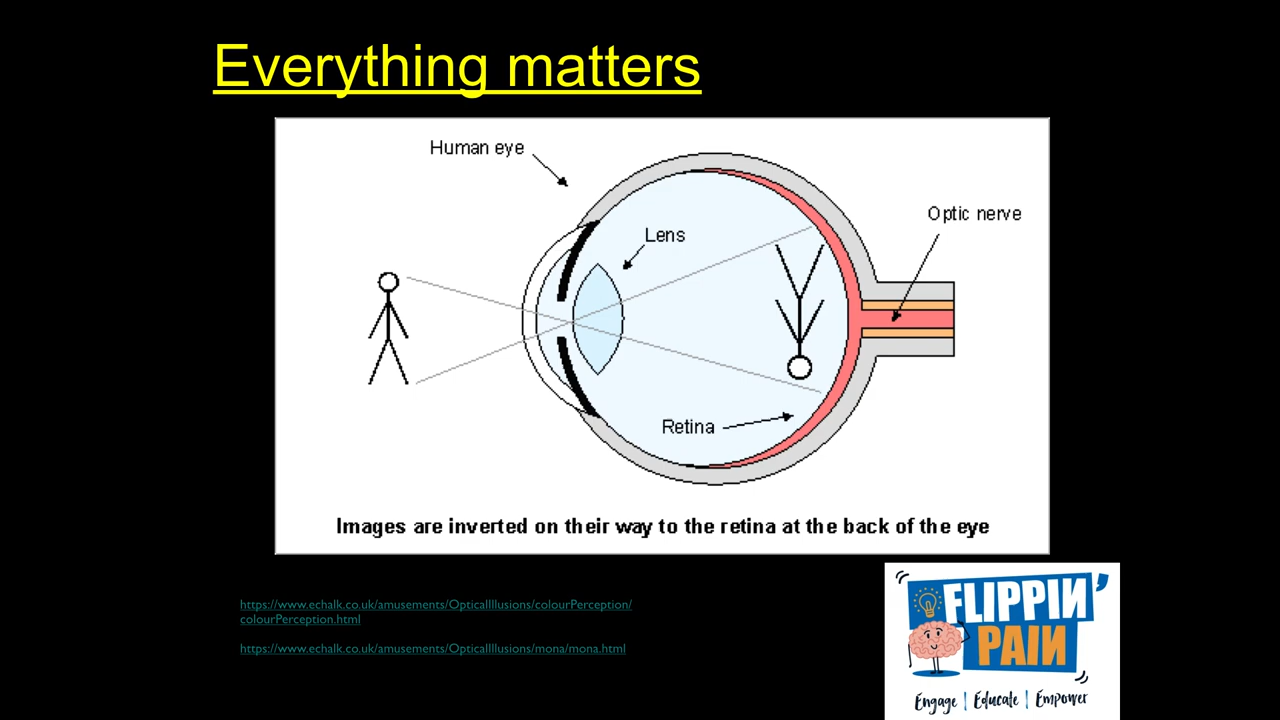 Everything matters
Human eye
Optic nerve
Lens
Retina
Images are inverted on their way to the retina at the back of the eye
https://www.echalk.co.uk/amusements/OpticalIllusions/colourPerception/
colourPerception.html
https://www.echalk.co.uk/amusements/OpticalIllusions/mona/mona.html
FLIPPIN'
PAIN
Engage | Educate | Empower